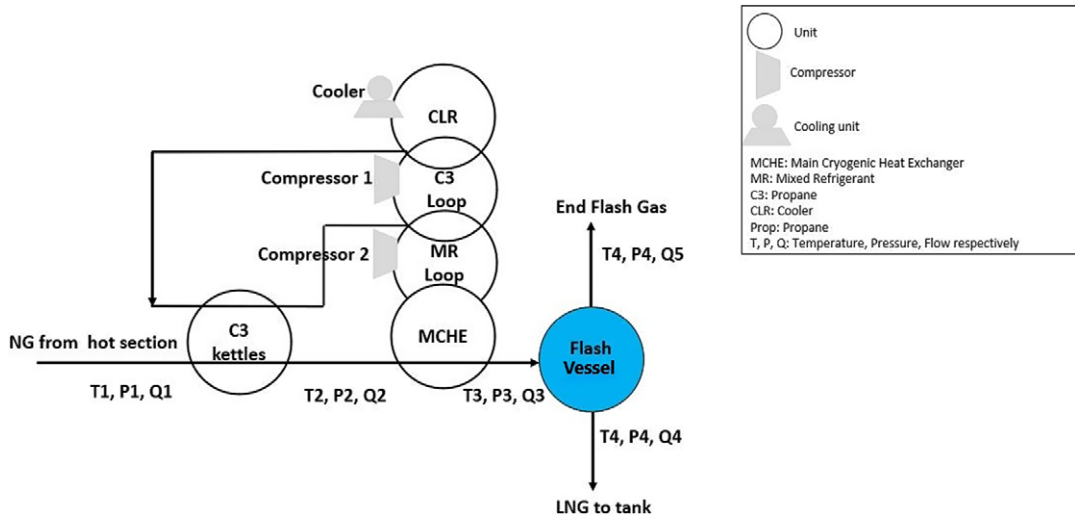 Cooler
CLR
Compressor 1
C3
Loop
Compressor 2
MR
Loop
NG from hot section
C3
kettles
MCHE
T1, P1, Q1
T2, P2, Q2
T3, P3, Q3
End Flash Gas
T4, P4, Q5
Flash
Vessel
T4, P4, Q4
LNG to tank
Unit
Compressor
Cooling unit
MCHE: Main Cryogenic Heat Exchanger
MR: Mixed Refrigerant
C3: Propane
CLR: Cooler
Prop: Propane
T, P, Q: Temperature, Pressure, Flow respectively